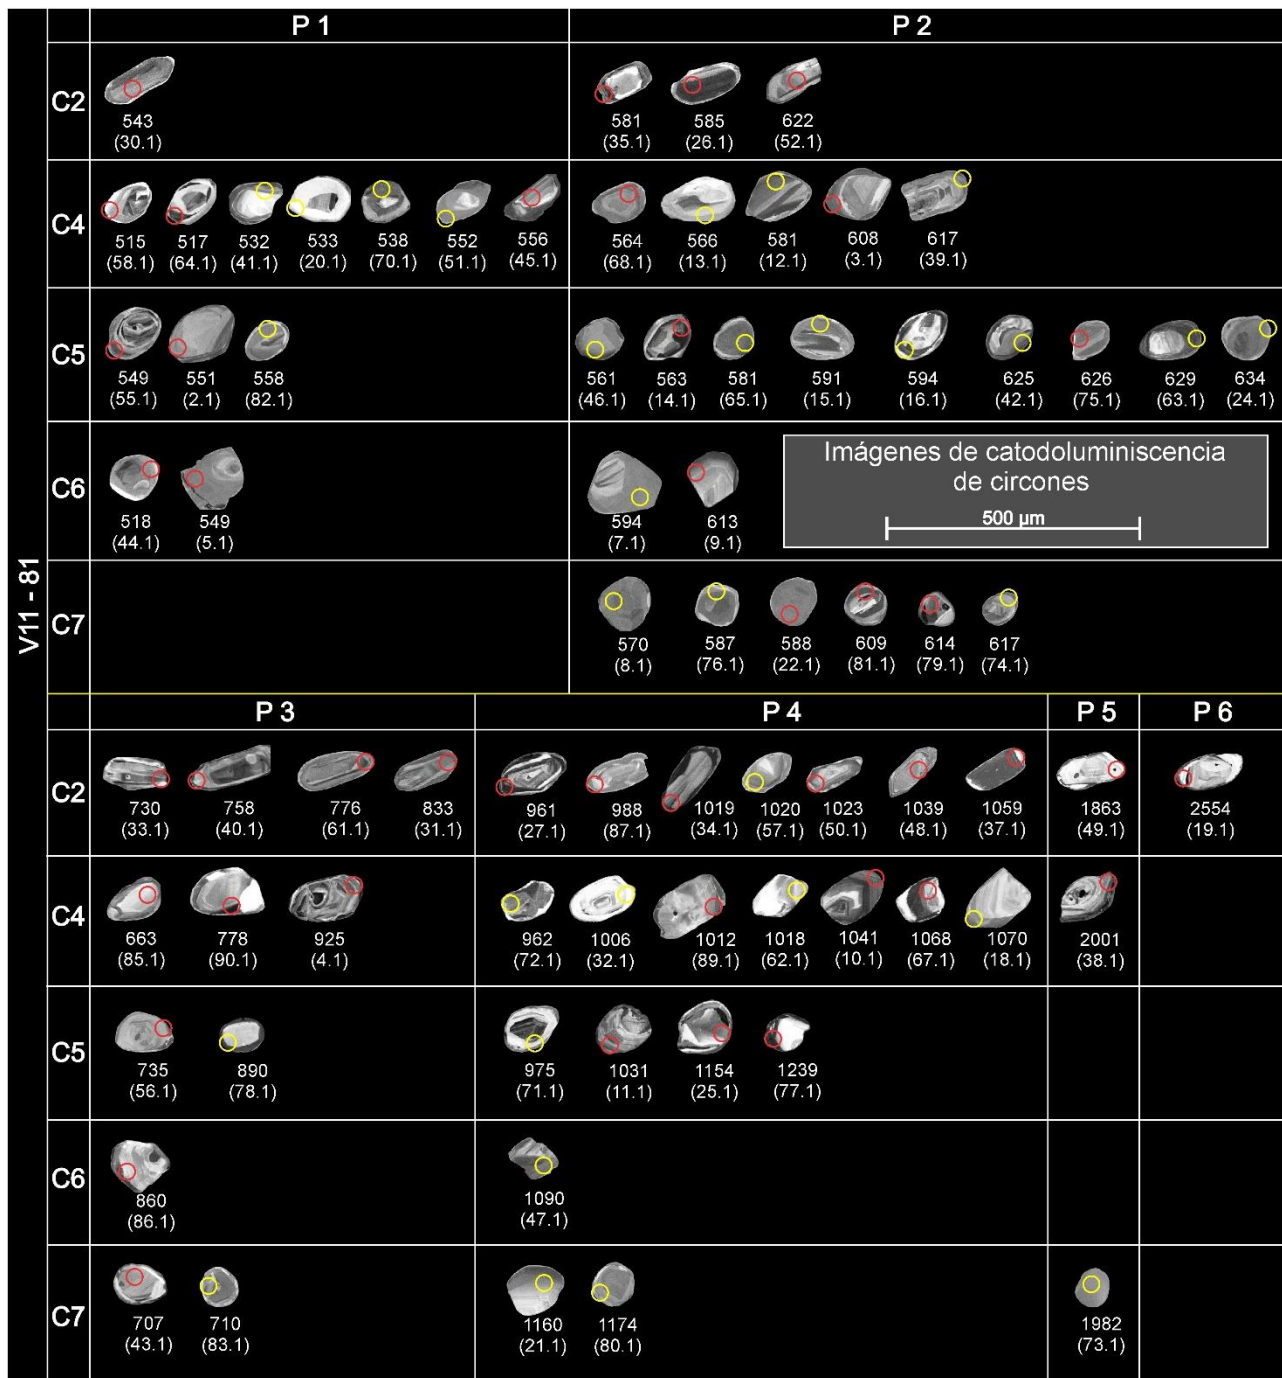 V11 - 81
P 1 P 2
C2
543 581 585 622
(30.1) (35.1) (26.1) (52.1)
C4
515 517 532 533 538 552 556 564 566 581 608 617
(58.1) (64.1) (41.1) (20.1) (70.1) (51.1) (45.1) (68.1) (13.1) (12.1) (3.1) (39.1)
C5
549 551 558 561 563 581 591 594 625 626 629 634
(55.1) (2.1) (82.1) (46.1) (14.1) (65.1) (15.1) (16.1) (42.1) (75.1) (63.1) (24.1)
C6
518 549 594 613
(44.1) (5.1) (7.1) (9.1)
Imágenes de catodoluminiscencia
de circones
500 µm
C7
570 587 588 609 614 617
(8.1) (76.1) (22.1) (81.1) (79.1) (74.1)
P 3 P 4 P 5 P 6
C2
730 758 776 833 961 988 1019 1020 1023 1039 1059 1863 2554
(33.1) (40.1) (61.1) (31.1) (27.1) (87.1) (34.1) (57.1) (50.1) (48.1) (37.1) (49.1) (19.1)
C4
663 778 925 962 1006 1012 1018 1041 1068 1070 2001
(85.1) (90.1) (4.1) (72.1) (32.1) (89.1) (62.1) (10.1) (67.1) (18.1) (38.1)
C5
735 890 975 1031 1154 1239
(56.1) (78.1) (71.1) (11.1) (25.1) (77.1)
C6
860 1090
(86.1) (47.1)
C7
707 710 1160 1174 1982
(43.1) (83.1) (21.1) (80.1) (73.1)